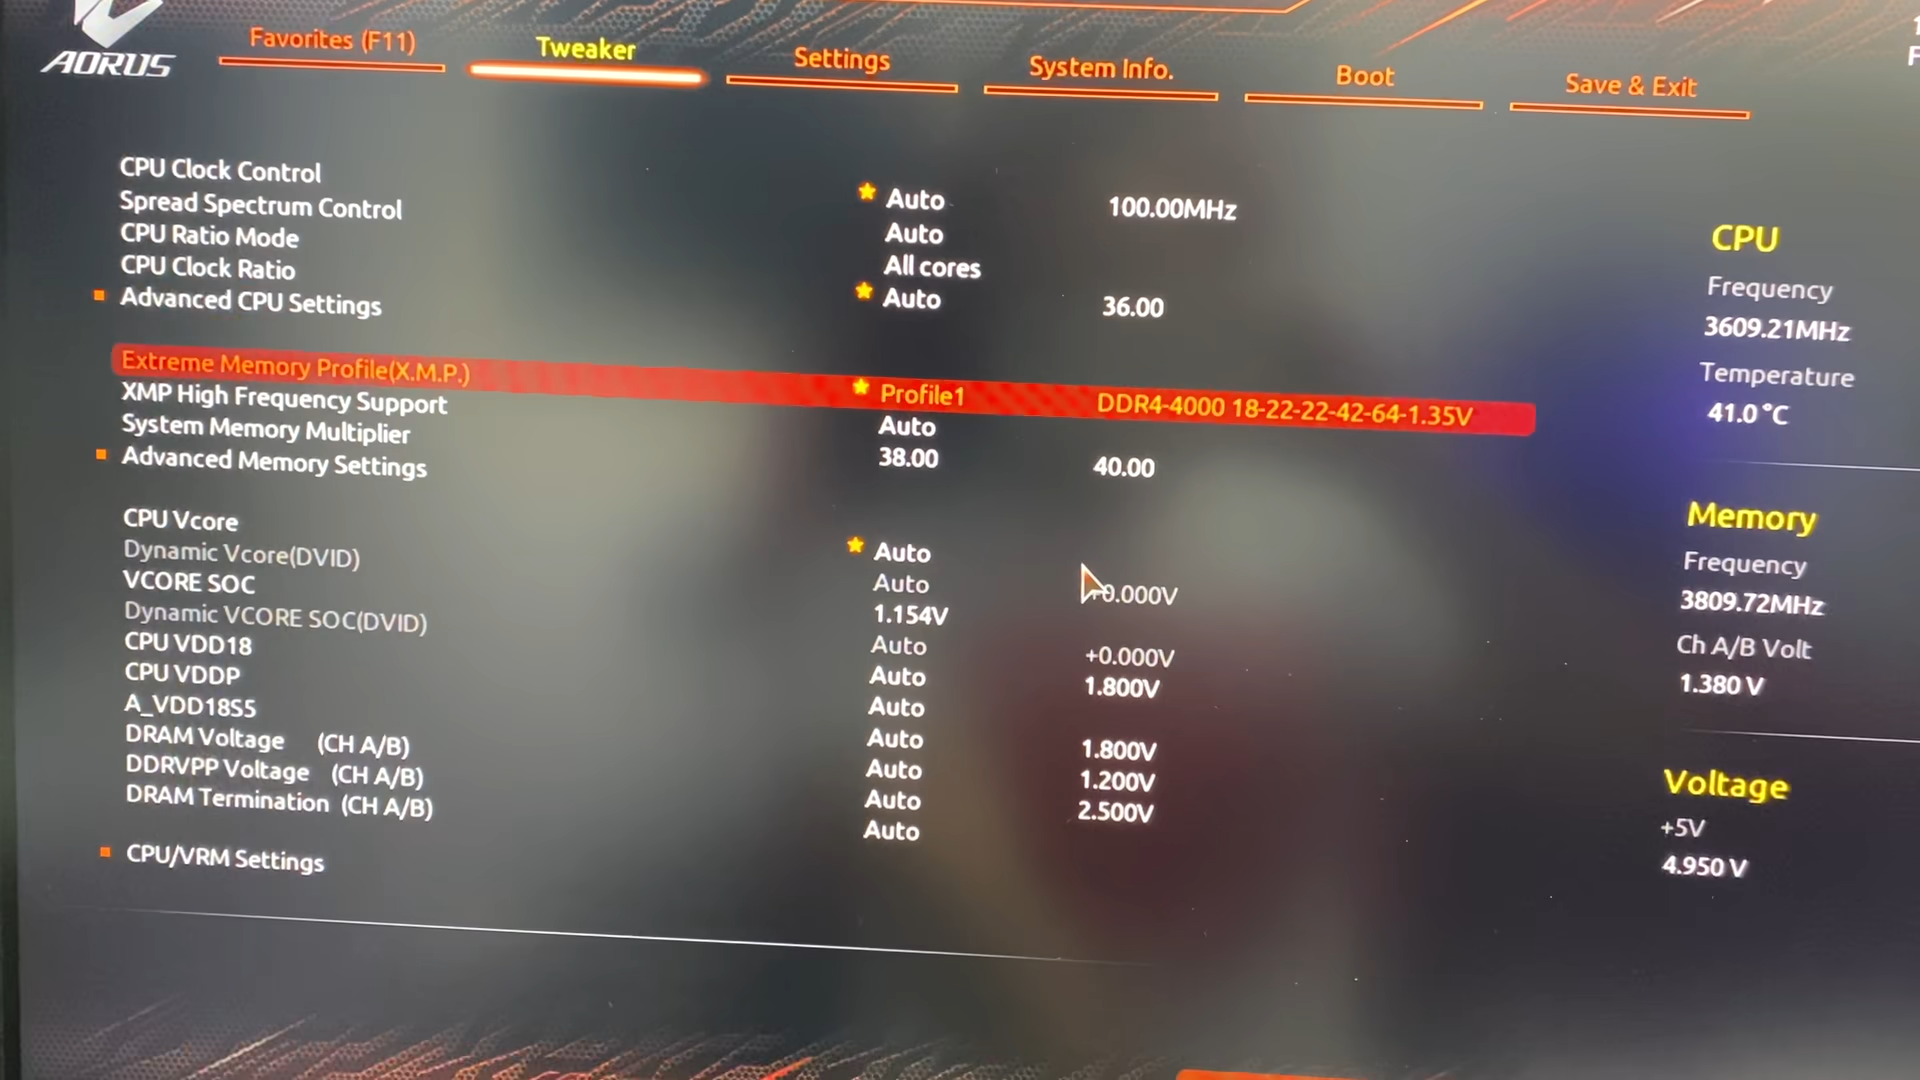 AORUS
Favorites (F11) Tweaker Settings System Info. Boot Save & Exit
CPU Clock Control Auto 100.00MHz
Spread Spectrum Control Auto
CPU Ratio Mode All cores
CPU Clock Ratio Auto 36.00
Advanced CPU Settings
Extreme Memory Profile(X.M.P.) Profile1 DDR4-4000 18-22-22-42-64-1.35V
XMP High Frequency Support Auto
System Memory Multiplier 38.00 40.00
Advanced Memory Settings
CPU Vcore Auto
Dynamic Vcore(DVID) Auto +0.000V
VCORE SOC 1.154V
Dynamic VCORE SOC(DVID) Auto +0.000V
CPU VDD18 Auto 1.800V
CPU VDDP Auto
A_VDD18S5 Auto 1.800V
DRAM Voltage (CH A/B) Auto 1.200V
DDRVPP Voltage (CH A/B) Auto 2.500V
DRAM Termination (CH A/B) Auto
CPU/VRM Settings
CPU
Frequency
3609.21MHz
Temperature
41.0 °C
Memory
Frequency
3809.72MHz
Ch A/B Volt
1.380 V
Voltage
+5V
4.950 V